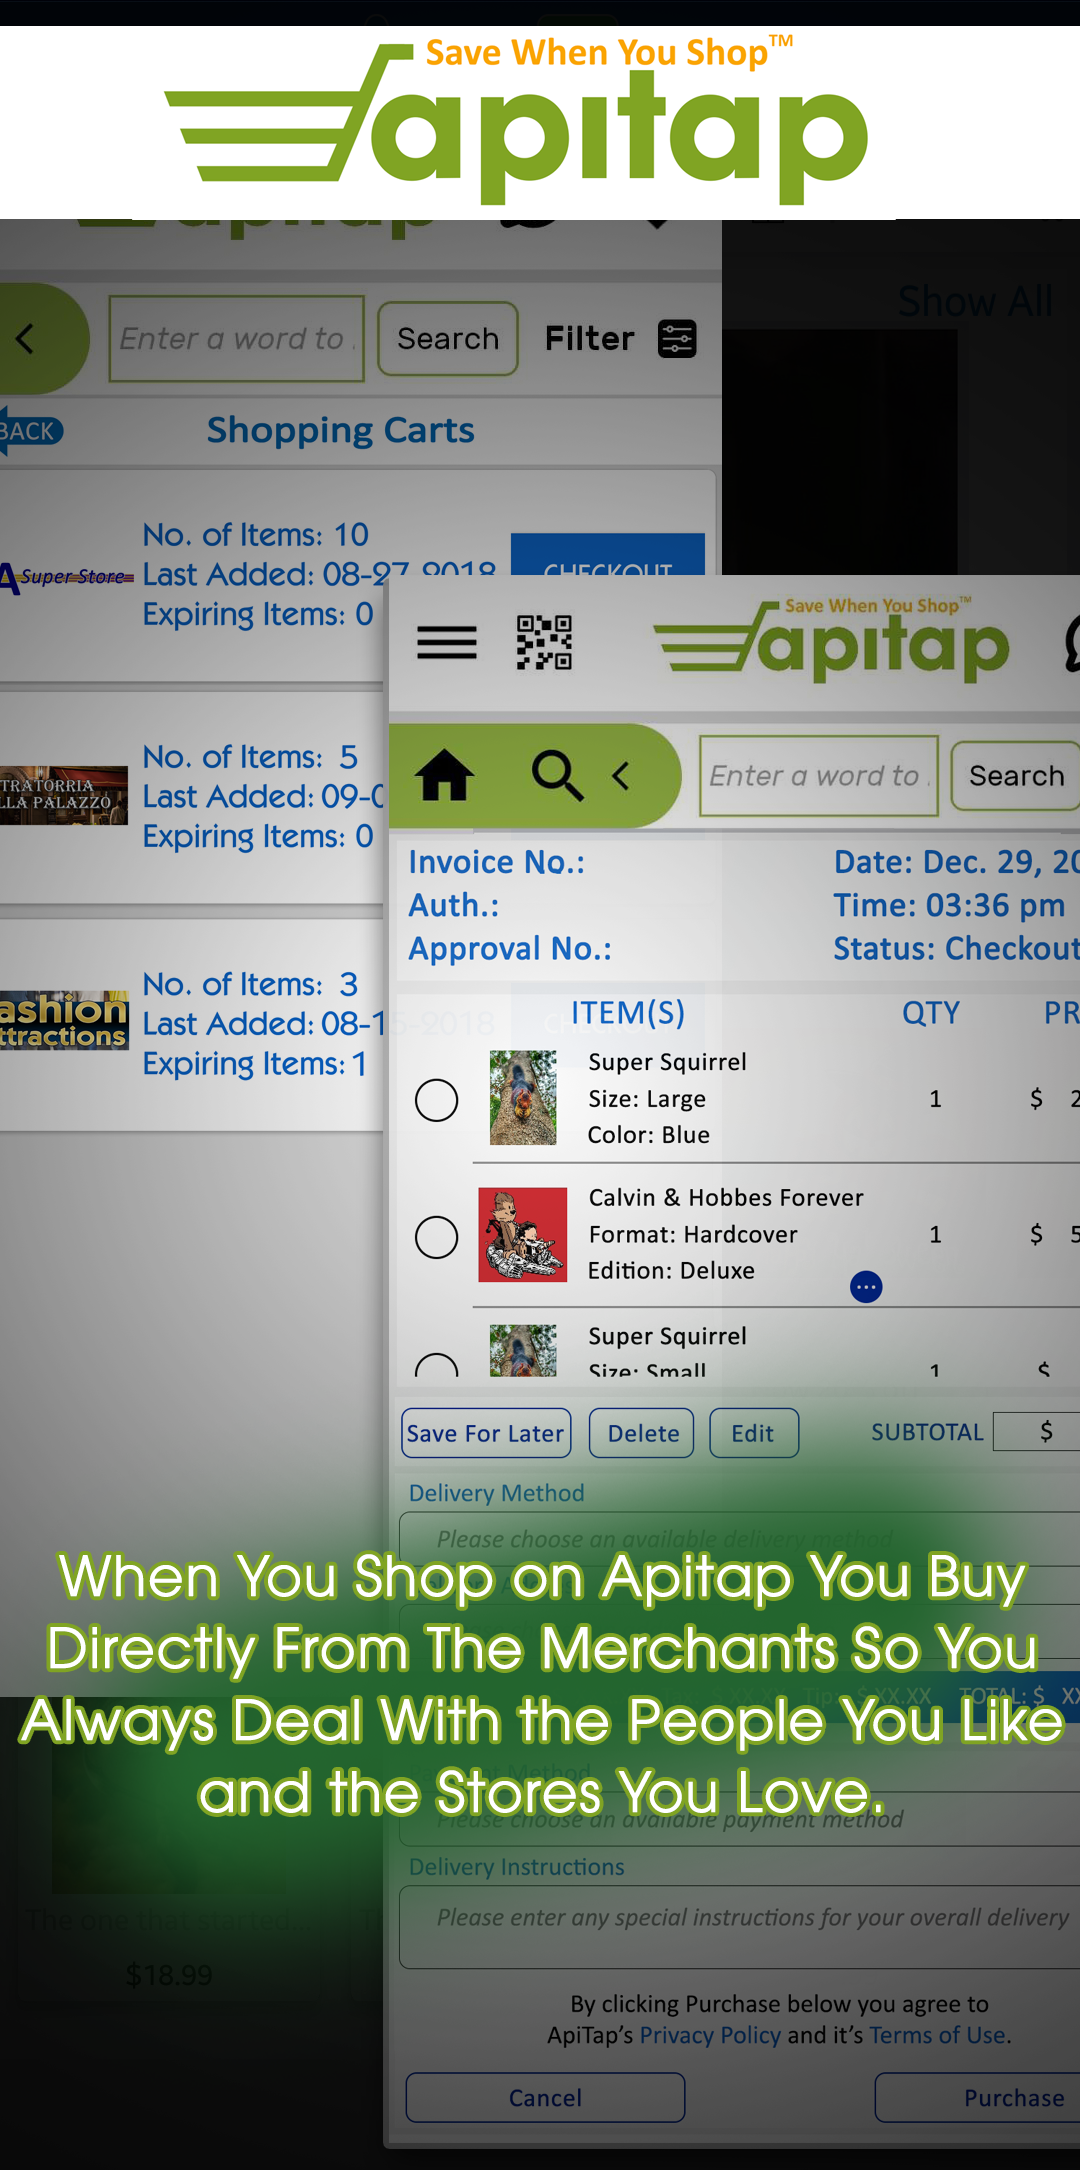 Save When You Shop™
apitap
Show All
Enter a word to
Search
Filter
BACK
Shopping Carts
No. of Items: 10
A Super Store
Last Added: 08-27-2018
CHECKOUT
Expiring Items: 0
No. of Items: 5
TRATORRIA
LLA PALAZZO
Last Added: 09-0
Expiring Items: 0
No. of Items: 3
ashion
ttractions
Last Added: 08-15-2018
Expiring Items: 1
Save When You Shop™
apitap
Enter a word to
Search
Invoice No.:
Date: Dec. 29, 20
Auth.:
Time: 03:36 pm
Approval No.:
Status: Checkout
ITEM(S)
QTY
PR
Super Squirrel
Size: Large
1
$ 2
Color: Blue
Calvin & Hobbes Forever
Format: Hardcover
1
$ 5
Edition: Deluxe
Super Squirrel
Size: Small
1
$
Save For Later
Delete
Edit
SUBTOTAL
$
Delivery Method
Please choose an available delivery method
When You Shop on Apitap You Buy
Directly From The Merchants So You
Always Deal With the People You Like
and the Stores You Love.
Tip: $ XX.XX
TOTAL: $ XX
Method
Please choose an available payment method
Delivery Instructions
Please enter any special instructions for your overall delivery
The one that started
$18.99
By clicking Purchase below you agree to
ApiTap's Privacy Policy and it's Terms of Use.
Cancel
Purchase